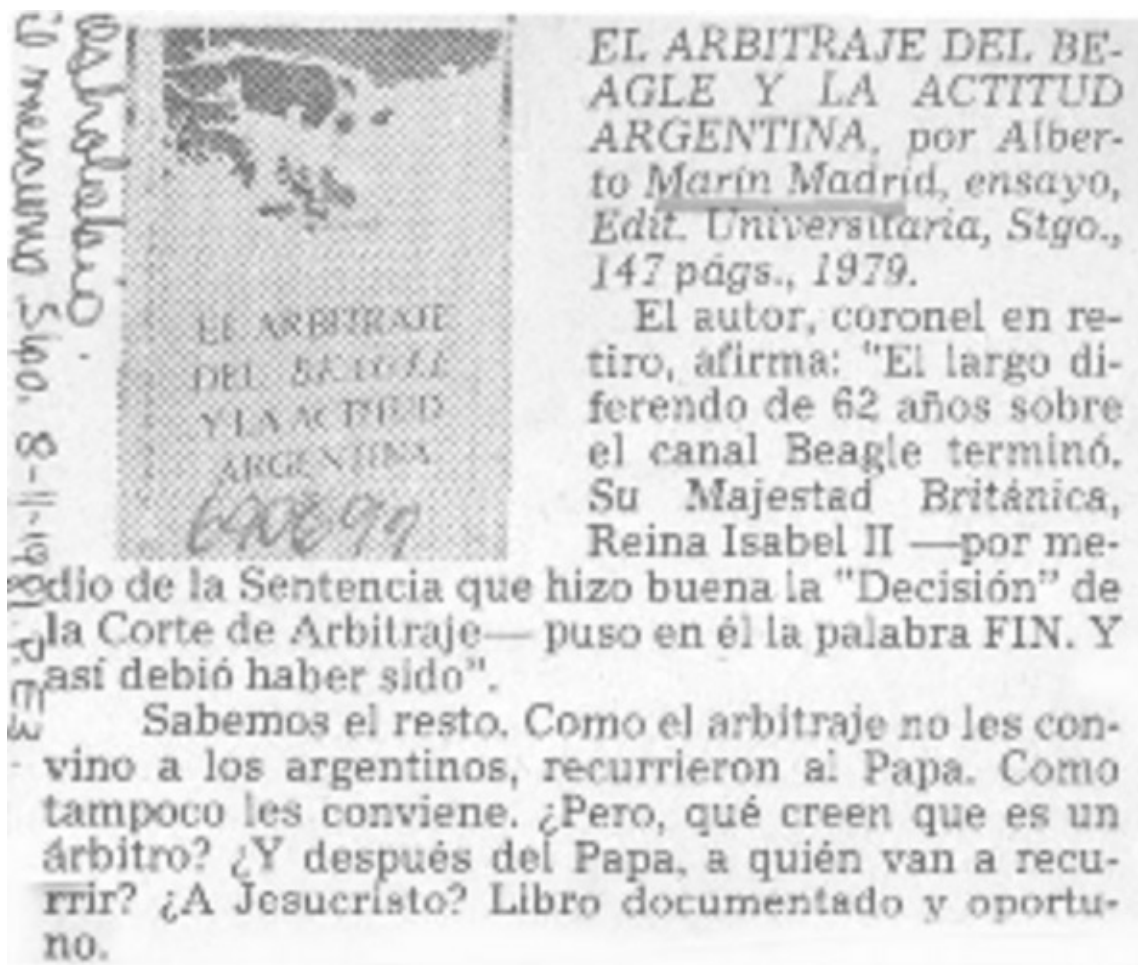 EL ARBITRAJE DEL BE-
AGLE Y LA ACTITUD
ARGENTINA, por Alber-
to Marín Madrid, ensayo,
Edit. Universitaria, Stgo.,
147 págs., 1979.
El autor, coronel en re-
tiro, afirma: "El largo di-
ferendo de 62 años sobre
el canal Beagle terminó.
Su Majestad Británica,
Reina Isabel II —por me-
dio de la Sentencia que hizo buena la "Decisión" de
la Corte de Arbitraje— puso en él la palabra FIN. Y
así debió haber sido".
Sabemos el resto. Como el arbitraje no les con-
vino a los argentinos, recurrieron al Papa. Como
tampoco les conviene. ¿Pero, qué creen que es un
árbitro? ¿Y después del Papa, a quién van a recu-
rrir? ¿A Jesucristo? Libro documentado y oportu-
no.
EL ARBITRAJE
DEL BEAGLE
Y LA ACTITUD
ARGENTINA
690699
El Mercurio Stgo. 8-11-1981. P. E3